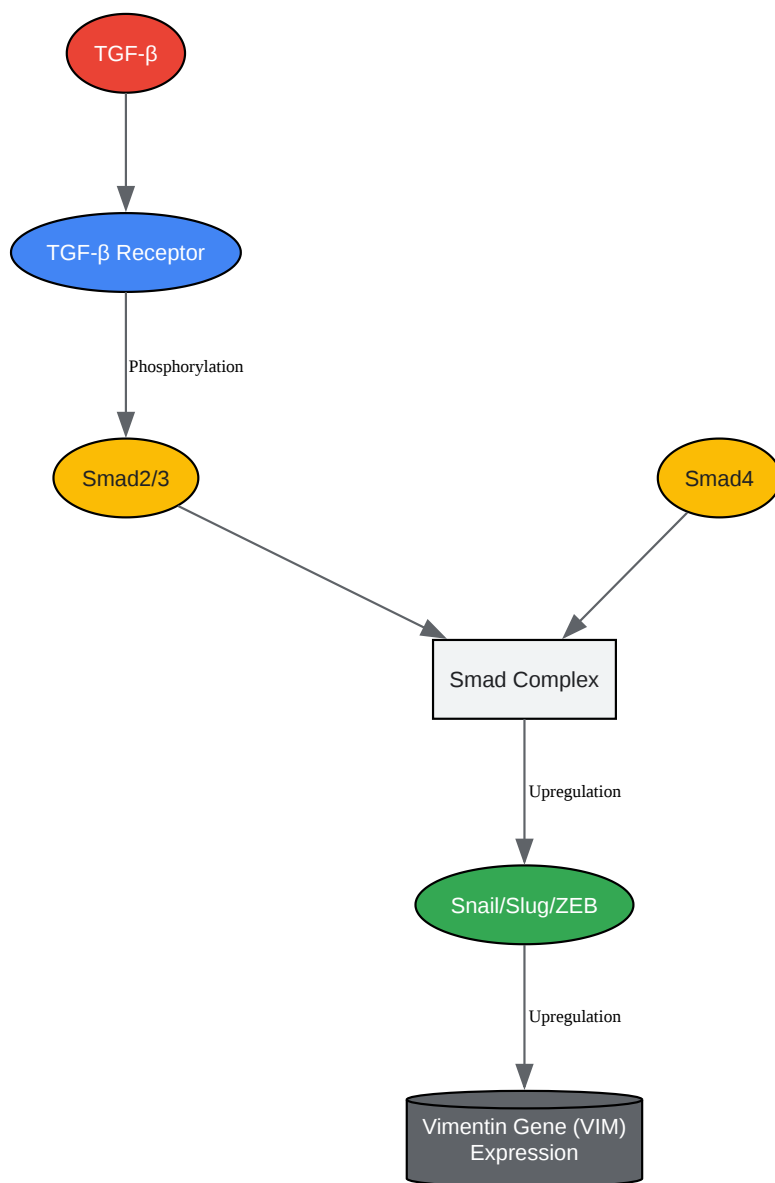 TGF-β
TGF-β Receptor
Phosphorylation
Smad2/3
Smad4
Smad Complex
Upregulation
Snail/Slug/ZEB
Upregulation
Vimentin Gene (VIM)
Expression